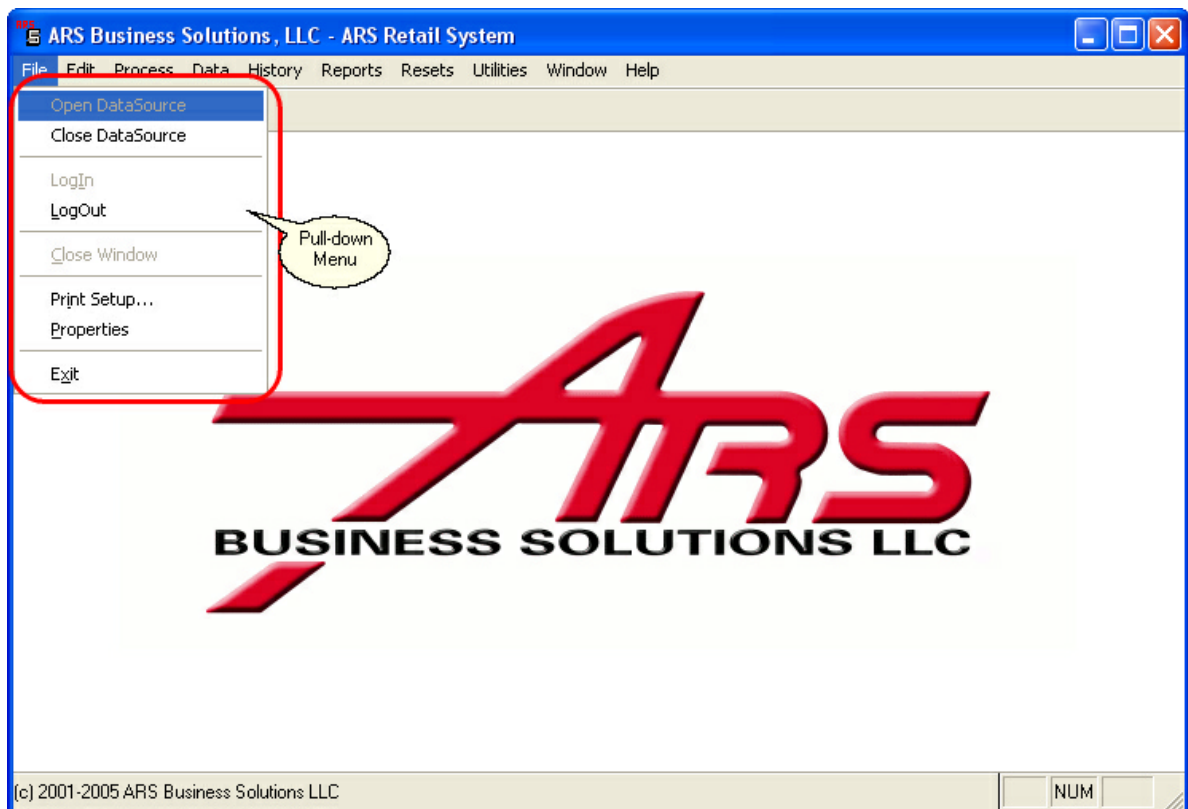 ARS Business Solutions, LLC - ARS Retail System
File Edit Process Data History Reports Resets Utilities Window Help
Open DataSource
Close DataSource
LogIn
LogOut
Close Window
Print Setup...
Properties
Exit
Pull-down
Menu
ARS
BUSINESS SOLUTIONS LLC
(c) 2001-2005 ARS Business Solutions LLC
NUM